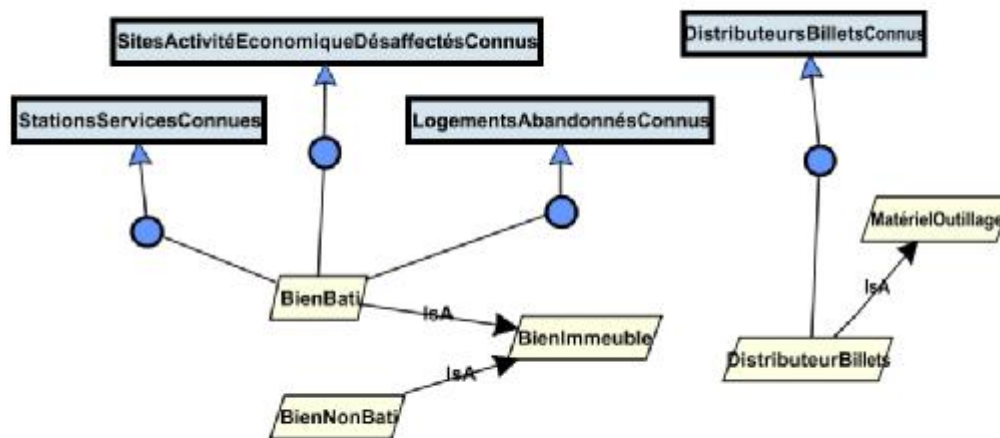 SitesActivitéEconomiqueDésaffectésConnus
DistributeursBilletsConnus
StationsServicesConnues
LogementsAbandonnésConnus
MatérielOutillage
IsA
BienBati
IsA
BienImmeuble
DistributeurBillets
IsA
BienNonBati